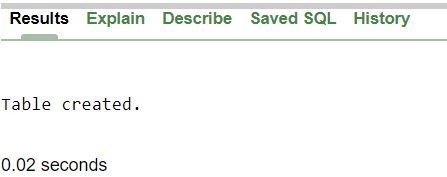 Results Explain Describe Saved SQL History
Table created.
0.02 seconds